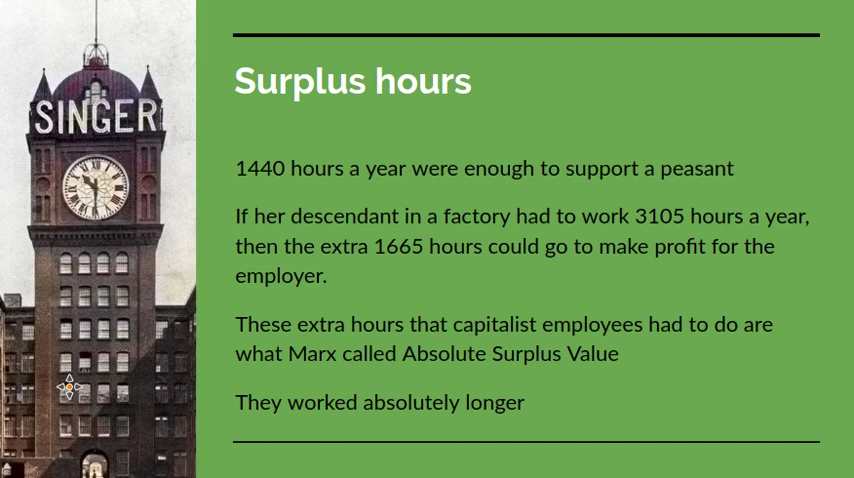 SINGER
Surplus hours
1440 hours a year were enough to support a peasant
If her descendant in a factory had to work 3105 hours a year,
then the extra 1665 hours could go to make profit for the
employer.
These extra hours that capitalist employees had to do are
what Marx called Absolute Surplus Value
They worked absolutely longer